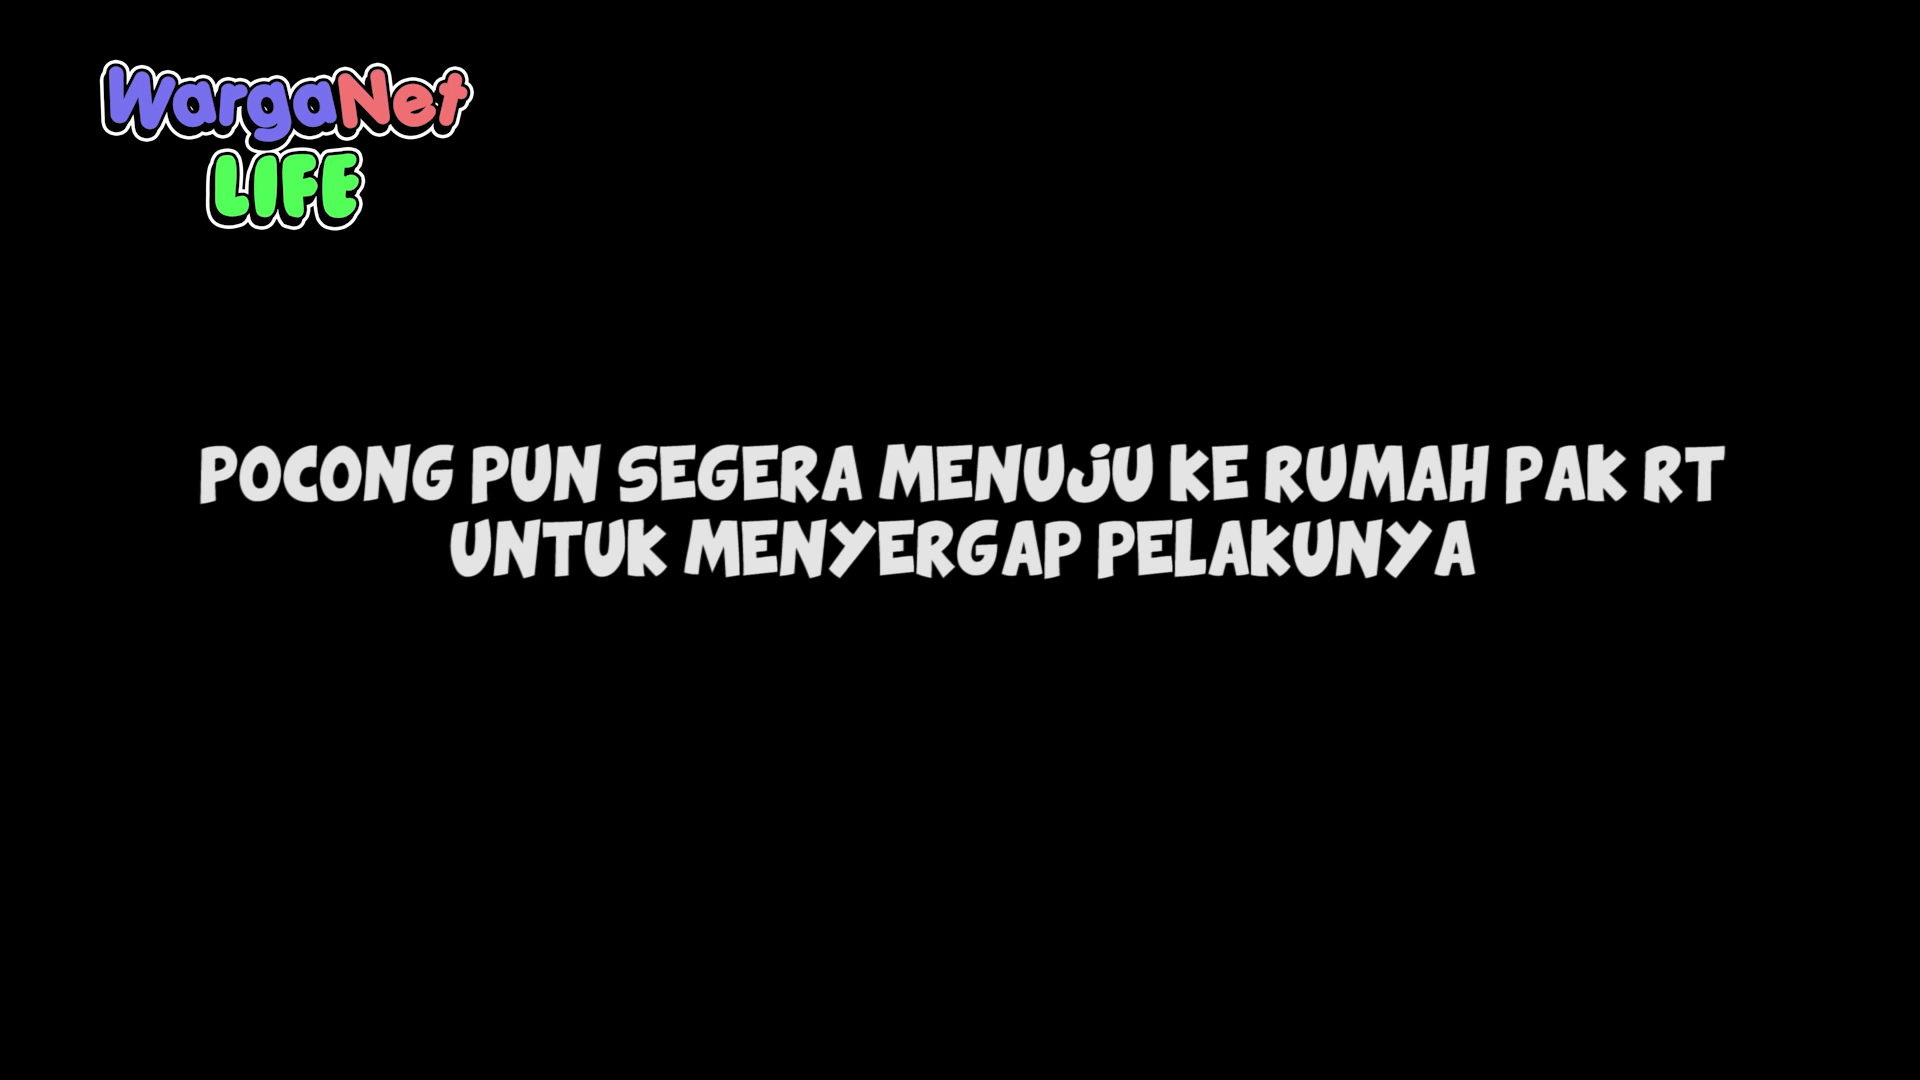 WargaNet
LIFE
POCONG PUN SEGERA MENUJU KE RUMAH PAK RT
UNTUK MENYERGAP PELAKUNYA